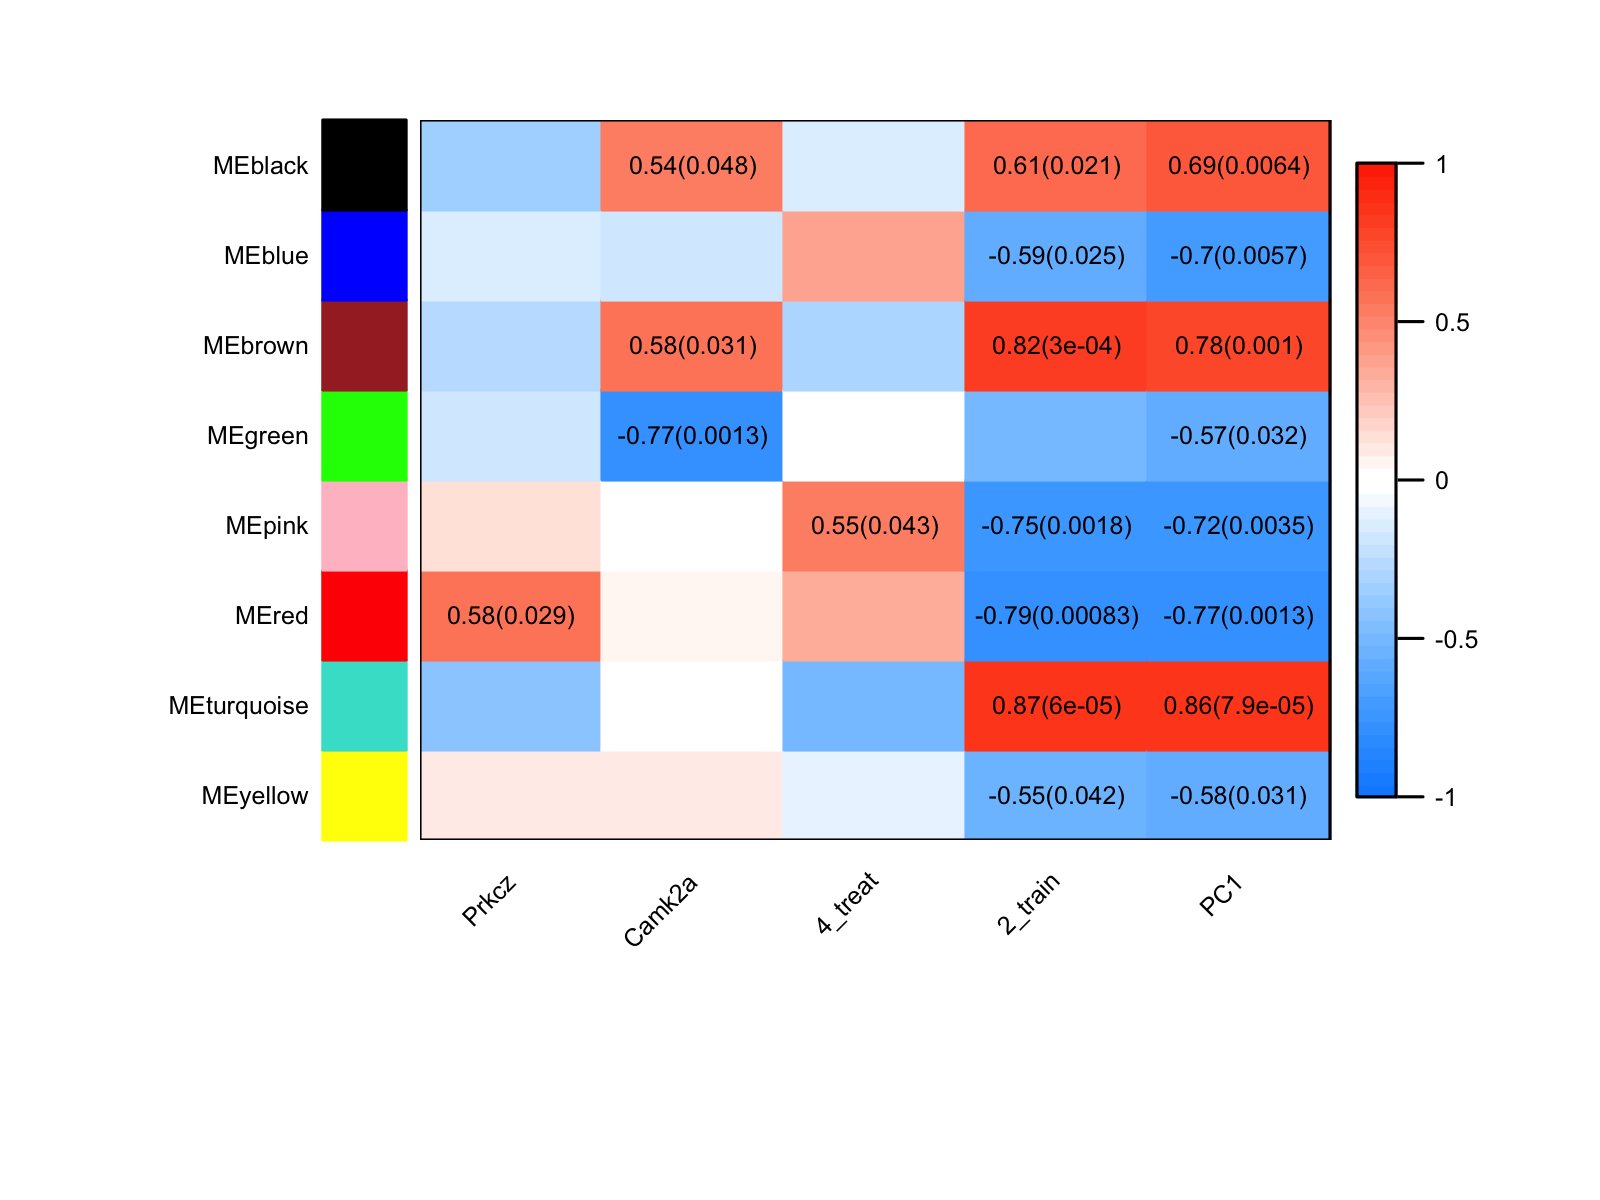 MEblack 0.54(0.048) 0.61(0.021) 0.69(0.0064)
MEblue -0.59(0.025) -0.7(0.0057)
MEbrown 0.58(0.031) 0.82(3e-04) 0.78(0.001)
MEgreen -0.77(0.0013) -0.57(0.032)
MEpink 0.55(0.043) -0.75(0.0018) -0.72(0.0035)
MEred 0.58(0.029) -0.79(0.00083) -0.77(0.0013)
MEturquoise 0.87(6e-05) 0.86(7.9e-05)
MEyellow -0.55(0.042) -0.58(0.031)
Prkcz Camk2a 4_treat 2_train PC1
1
0.5
0
-0.5
-1